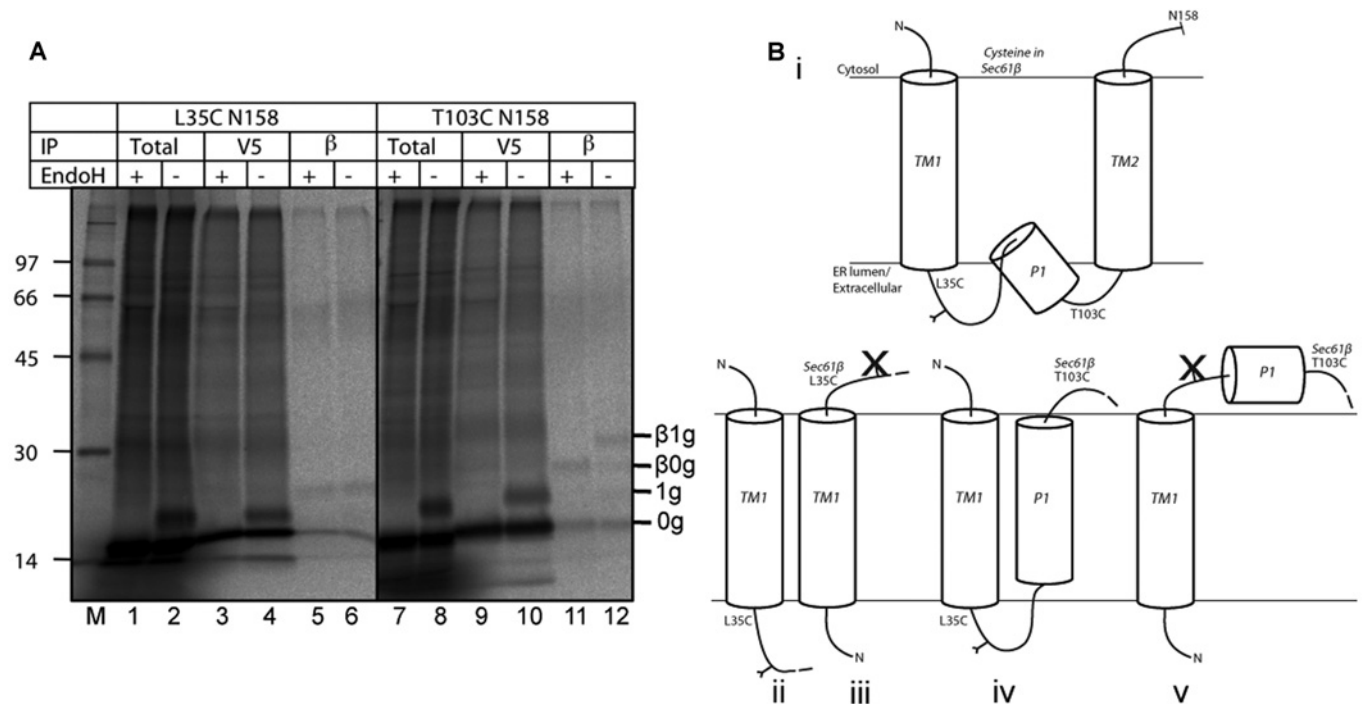 A
L35C N158 T103C N158
IP Total V5 β Total V5 β
EndoH + - + - + - + - + - + -
97
66
45
30
14
β1g
β0g
1g
0g
M 1 2 3 4 5 6 7 8 9 10 11 12
B
i
N
N158
Cysteine in
Sec61β
Cytosol
TM1
TM2
P1
ER lumen/
Extracellular
L35C
T103C
N
Sec61β
L35C
X
N
Sec61β
T103C
X
P1
Sec61β
T103C
TM1
TM1
TM1
P1
TM1
L35C
N
L35C
N
ii
iii
iv
v